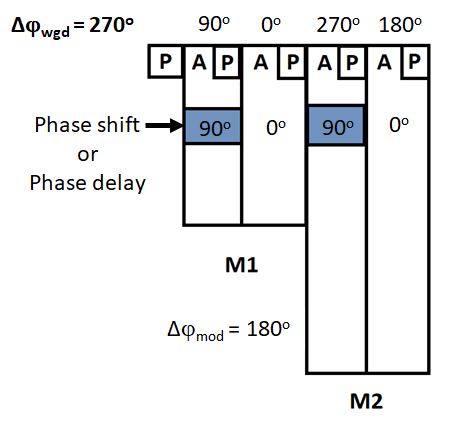 Δφwgd = 270° 90° 0° 270° 180°
P A P A P A P A P
Phase shift 90° 0° 90° 0°
or
Phase delay
M1
Δφmod = 180°
M2